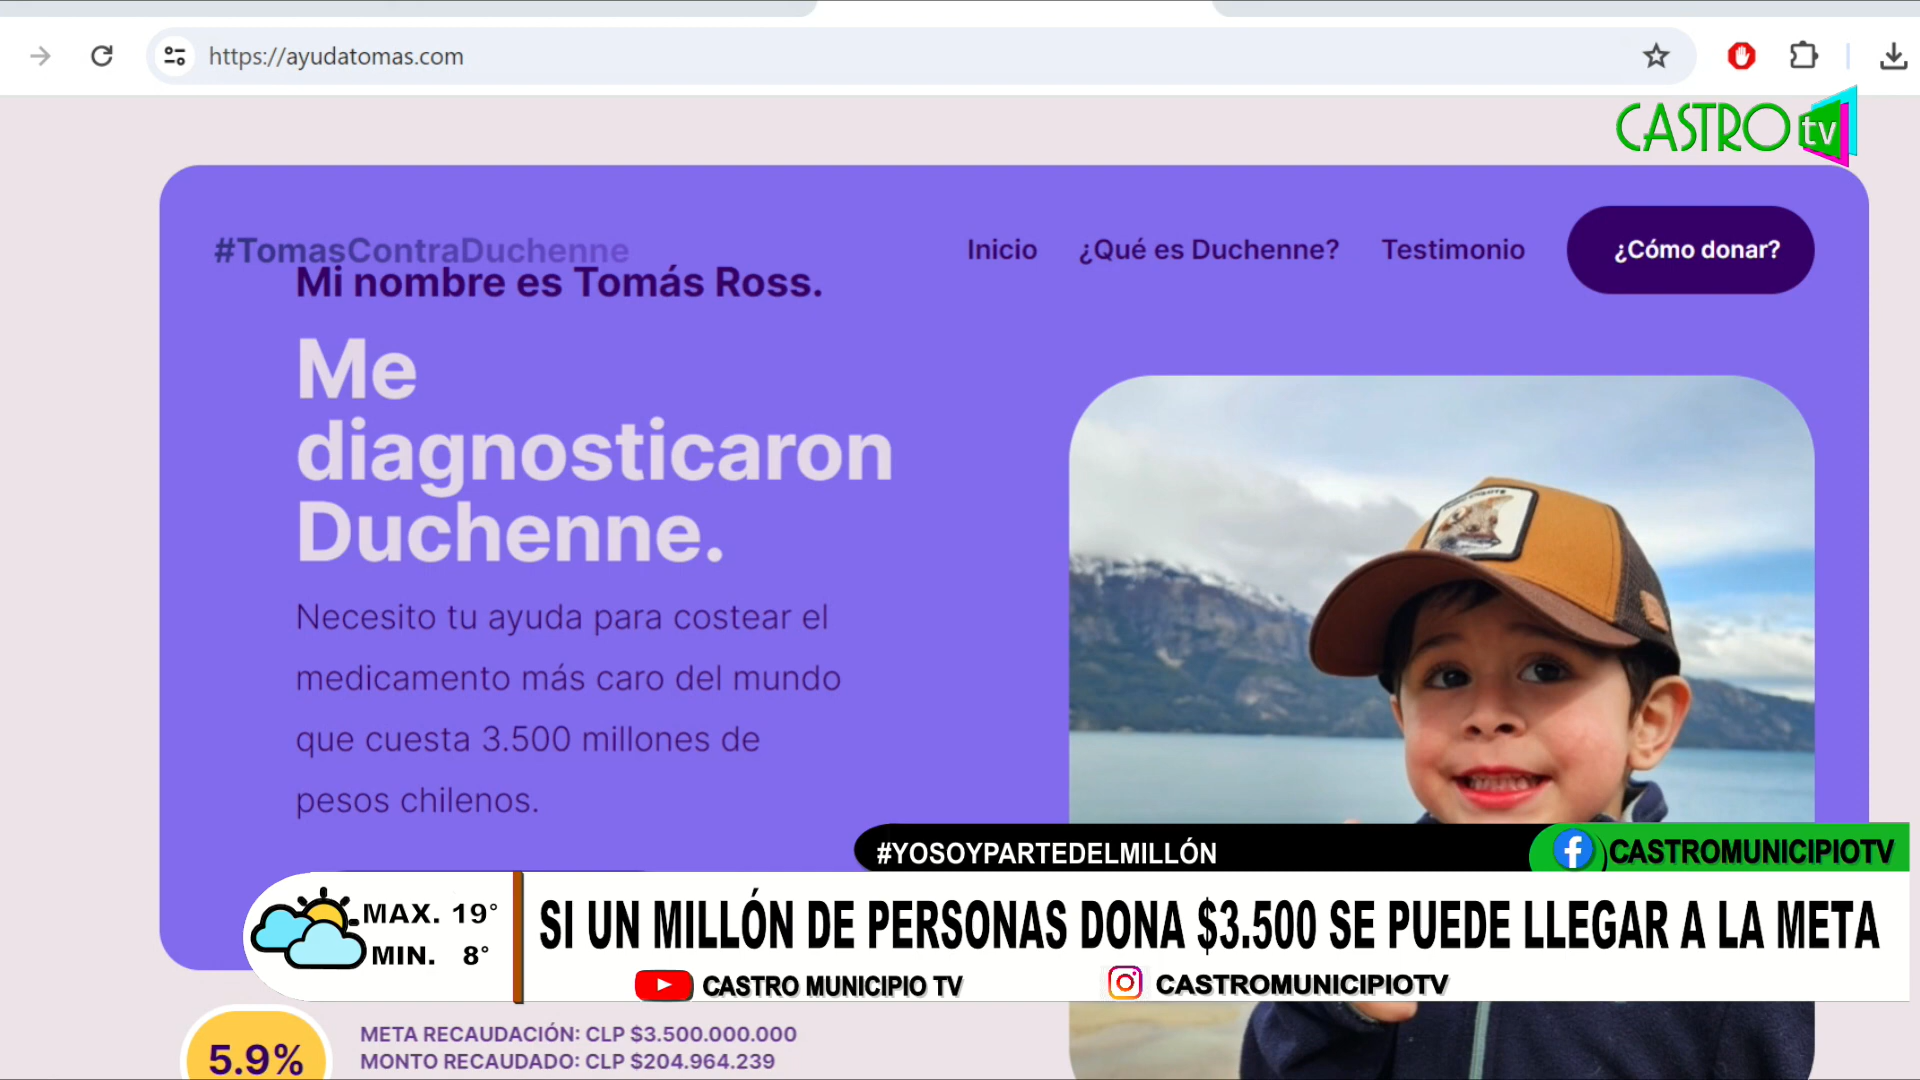 https://ayudatomas.com
CASTRO tv
#TomasContraDuchenne
Inicio
¿Qué es Duchenne?
Testimonio
¿Cómo donar?
Mi nombre es Tomás Ross.
Me
diagnosticaron
Duchenne.
Necesito tu ayuda para costear el
medicamento más caro del mundo
que cuesta 3.500 millones de
pesos chilenos.
#YOSOYPARTEDELMILLÓN
CASTROMUNICIPIOTV
MAX. 19°
MIN. 8°
SI UN MILLÓN DE PERSONAS DONA $3.500 SE PUEDE LLEGAR A LA META
CASTRO MUNICIPIO TV
CASTROMUNICIPIOTV
5.9%
META RECAUDACIÓN: CLP $3.500.000.000
MONTO RECAUDADO: CLP $204.964.239